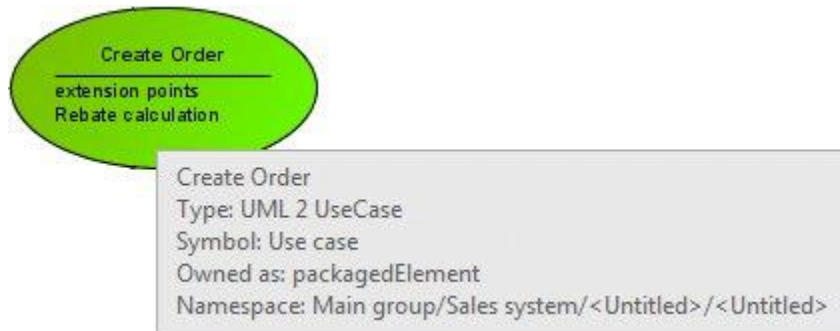 Create Order
extension points
Rebate calculation
Create Order
Type: UML 2 UseCase
Symbol: Use case
Owned as: packagedElement
Namespace: Main group/Sales system/<Untitled>/<Untitled>